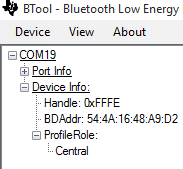 BTool - Bluetooth Low Energy
Device View About
COM19
Port Info
Device Info:
Handle: 0xFFFE
BDAddr: 54:4A:16:48:A9:D2
ProfileRole:
Central